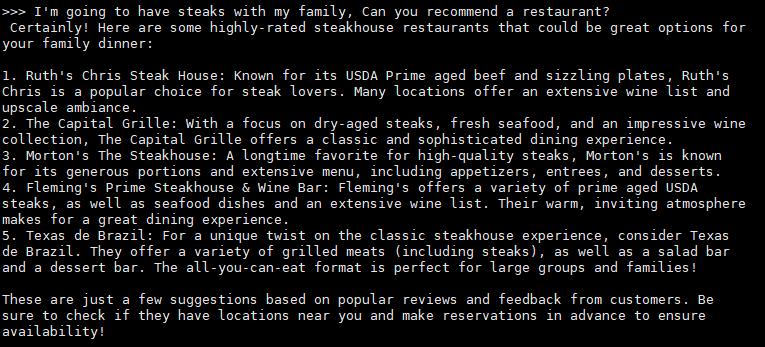 >>> I'm going to have steaks with my family, Can you recommend a restaurant?
Certainly! Here are some highly-rated steakhouse restaurants that could be great options for
your family dinner:
1. Ruth's Chris Steak House: Known for its USDA Prime aged beef and sizzling plates, Ruth's
Chris is a popular choice for steak lovers. Many locations offer an extensive wine list and
upscale ambiance.
2. The Capital Grille: With a focus on dry-aged steaks, fresh seafood, and an impressive wine
collection, The Capital Grille offers a classic and sophisticated dining experience.
3. Morton's The Steakhouse: A longtime favorite for high-quality steaks, Morton's is known
for its generous portions and extensive menu, including appetizers, entrees, and desserts.
4. Fleming's Prime Steakhouse & Wine Bar: Fleming's offers a variety of prime aged USDA
steaks, as well as seafood dishes and an extensive wine list. Their warm, inviting atmosphere
makes for a great dining experience.
5. Texas de Brazil: For a unique twist on the classic steakhouse experience, consider Texas
de Brazil. They offer a variety of grilled meats (including steaks), as well as a salad bar
and a dessert bar. The all-you-can-eat format is perfect for large groups and families!
These are just a few suggestions based on popular reviews and feedback from customers. Be
sure to check if they have locations near you and make reservations in advance to ensure
availability!